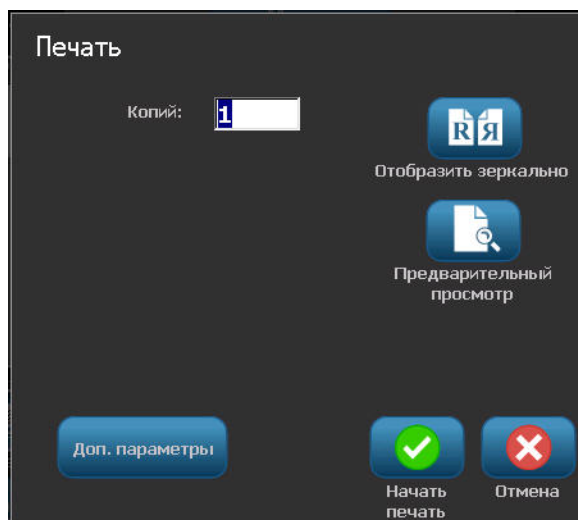 Печать
Копий: 1
R Я
Отобразить зеркально
Предварительный
просмотр
Доп. параметры
Начать
печать
Отмена